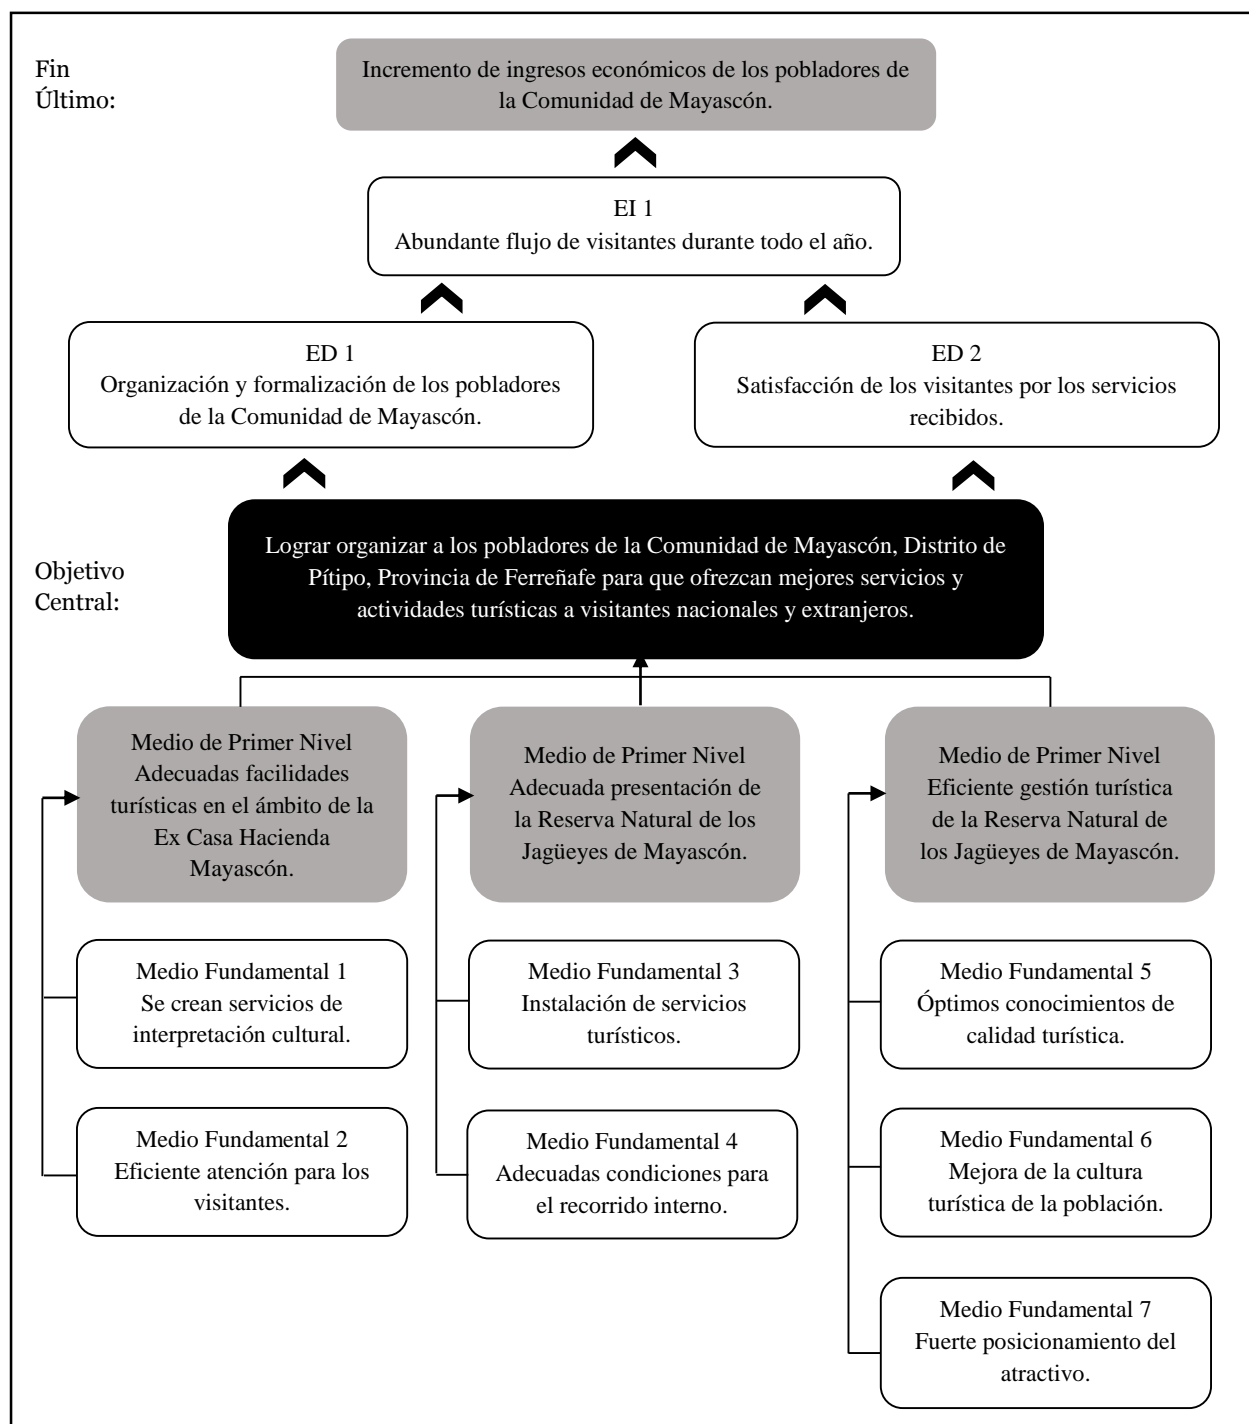 Fin
Último:
Incremento de ingresos económicos de los pobladores de
la Comunidad de Mayascón.
EI 1
Abundante flujo de visitantes durante todo el año.
ED 1
Organización y formalización de los pobladores
de la Comunidad de Mayascón.
ED 2
Satisfacción de los visitantes por los servicios
recibidos.
Objetivo
Central:
Lograr organizar a los pobladores de la Comunidad de Mayascón, Distrito de
Pítipo, Provincia de Ferreñafe para que ofrezcan mejores servicios y
actividades turísticas a visitantes nacionales y extranjeros.
Medio de Primer Nivel
Adecuadas facilidades
turísticas en el ámbito de la
Ex Casa Hacienda
Mayascón.
Medio de Primer Nivel
Adecuada presentación de
la Reserva Natural de los
Jagüeyes de Mayascón.
Medio de Primer Nivel
Eficiente gestión turística
de la Reserva Natural de
los Jagüeyes de Mayascón.
Medio Fundamental 1
Se crean servicios de
interpretación cultural.
Medio Fundamental 3
Instalación de servicios
turísticos.
Medio Fundamental 5
Óptimos conocimientos de
calidad turística.
Medio Fundamental 2
Eficiente atención para los
visitantes.
Medio Fundamental 4
Adecuadas condiciones para
el recorrido interno.
Medio Fundamental 6
Mejora de la cultura
turística de la población.
Medio Fundamental 7
Fuerte posicionamiento del
atractivo.